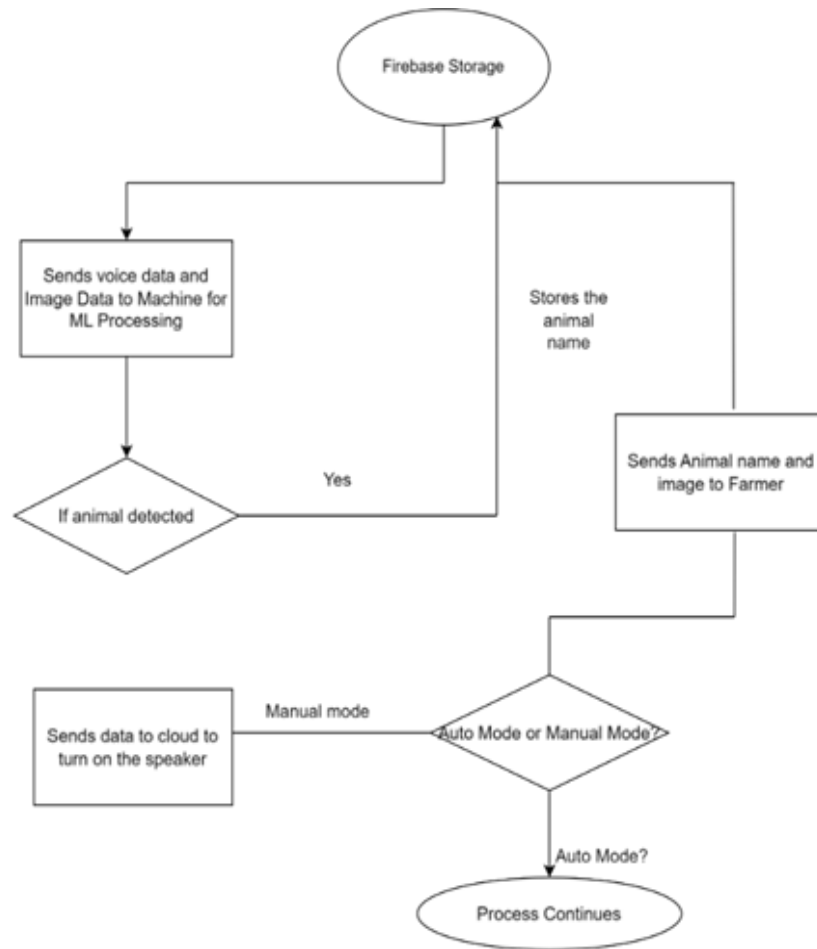 Firebase Storage
Sends voice data and
Image Data to Machine for
ML Processing
Stores the
animal
name
If animal detected
Yes
Sends Animal name and
image to Farmer
Manual mode
Sends data to cloud to
turn on the speaker
Auto Mode or Manual Mode?
Auto Mode?
Process Continues